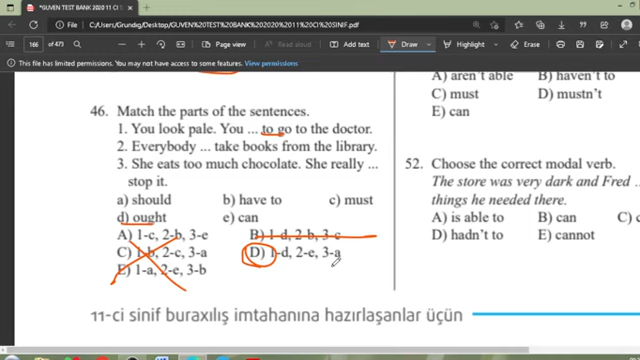 *GUVEN TEST BANK 2020 11 CI S
File | C:/Users/Grundig/Desktop/GUVEN%20TEST%20BANK%202020%2011%20CI%20SINIF.pdf
166 of 473
Page view
Read aloud
Add text
Draw
Highlight
Erase
This file has limited permissions. You may not have access to some features. View permissions
46. Match the parts of the sentences.
1. You look pale. You ... to go to the doctor.
2. Everybody ... take books from the library.
3. She eats too much chocolate. She really ...
stop it.
a) should b) have to c) must
d) ought e) can
A) 1-c, 2-b, 3-e B) 1-d, 2-b, 3-c
C) 1-b, 2-c, 3-a D) 1-d, 2-e, 3-a
E) 1-a, 2-e, 3-b
11-ci sinif buraxılış imtahanına hazırlaşanlar üçün
A) aren't able B) haven't to
C) must D) mustn't
E) can
52. Choose the correct modal verb.
The store was very dark and Fred ..
things he needed there.
A) is able to B) can C)
D) hadn't to E) cannot